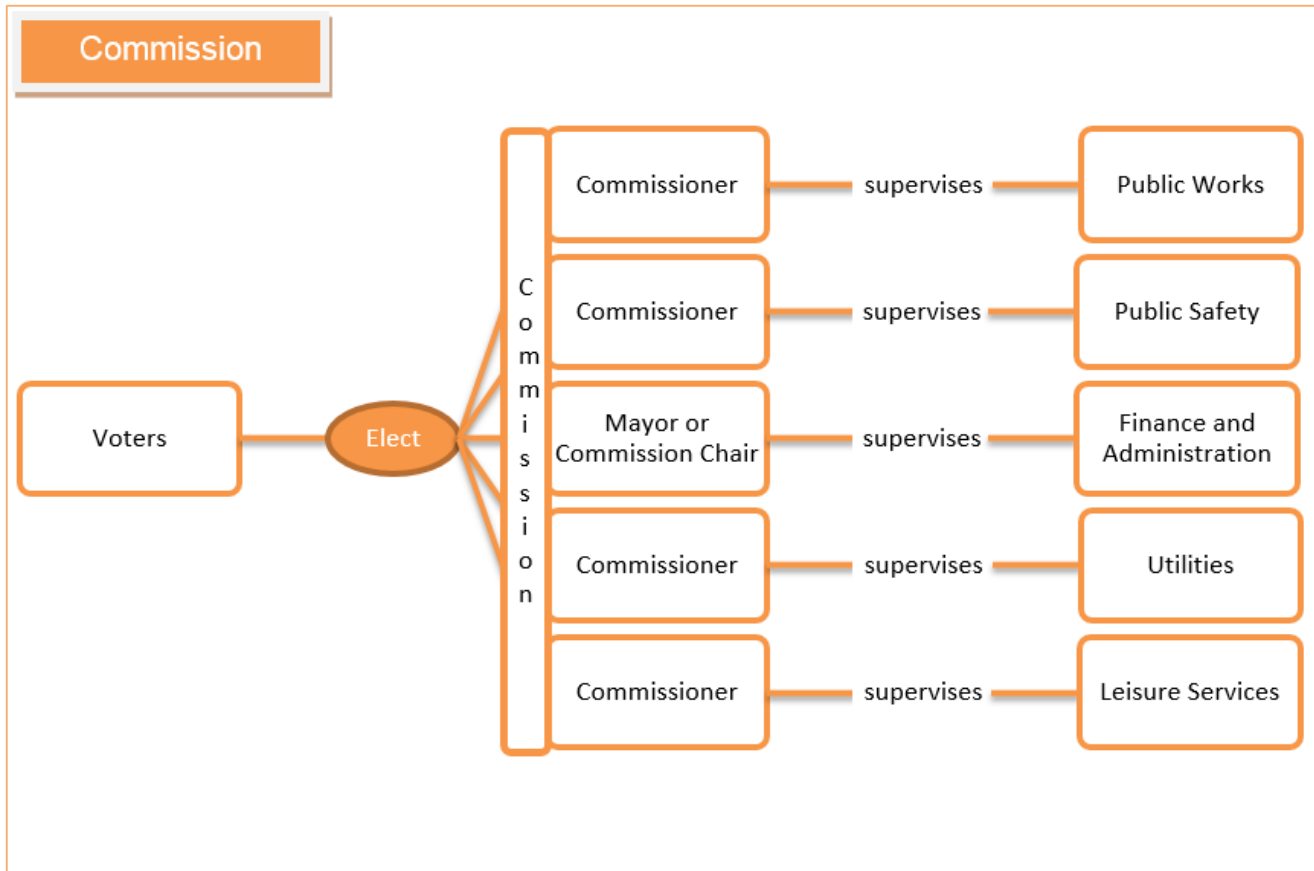 Commission
Voters
Elect
Commission
Commissioner
supervises
Public Works
Commissioner
supervises
Public Safety
Mayor or
Commission Chair
supervises
Finance and
Administration
Commissioner
supervises
Utilities
Commissioner
supervises
Leisure Services